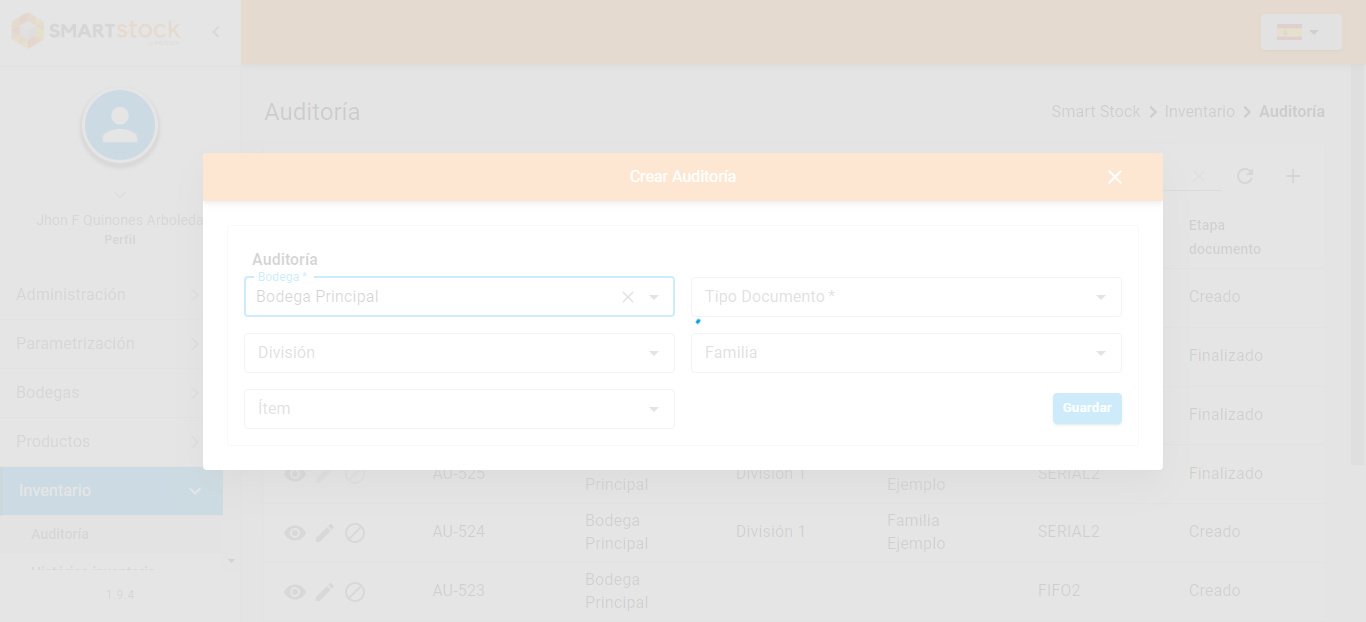 SMARTstock
Auditoría
Smart Stock > Inventario > Auditoría
Jhon F Quinones Arboleda
Perfil
Administración
Parametrización
Bodegas
Productos
Inventario
Auditoría
1.9.4
Crear Auditoría
Auditoría
Bodega *
Bodega Principal
Tipo Documento *
División
Familia
Ítem
Guardar
Etapa
documento
Creado
Finalizado
Finalizado
AU-525
Principal
División 1
Ejemplo
SERIAL2
Finalizado
AU-524
Bodega
Principal
División 1
Familia
Ejemplo
SERIAL2
Creado
AU-523
Bodega
Principal
FIFO2
Creado